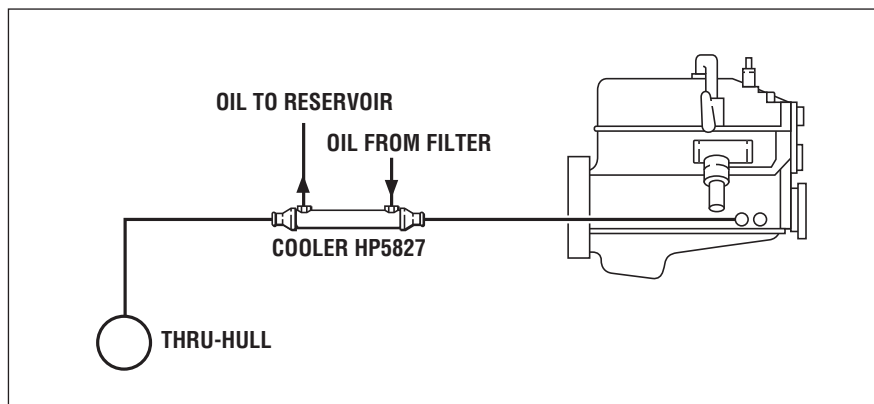 OIL TO RESERVOIR
OIL FROM FILTER
COOLER HP5827
THRU-HULL